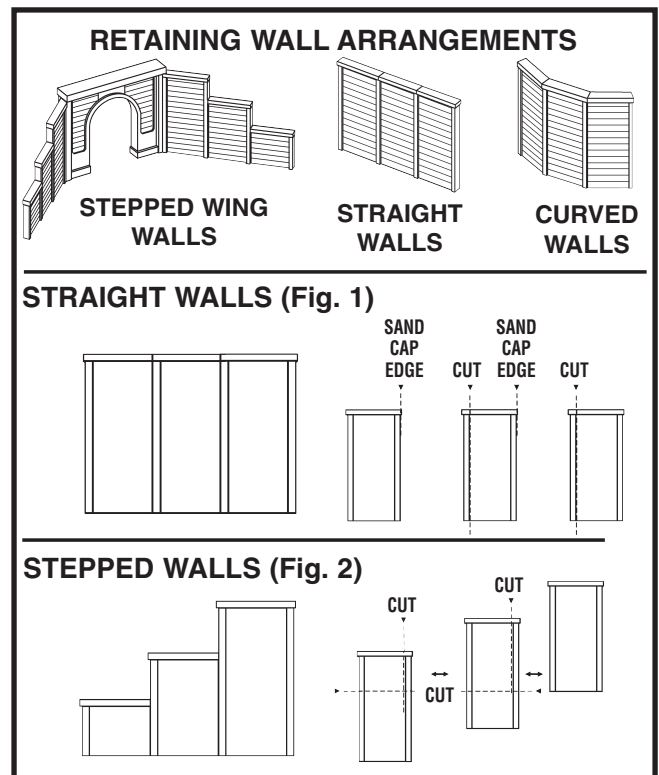 RETAINING WALL ARRANGEMENTS
STEPPED WING
WALLS
STRAIGHT
WALLS
CURVED
WALLS
STRAIGHT WALLS (Fig. 1)
SAND
CAP
EDGE
CUT
SAND
CAP
EDGE
CUT
STEPPED WALLS (Fig. 2)
CUT
CUT
CUT